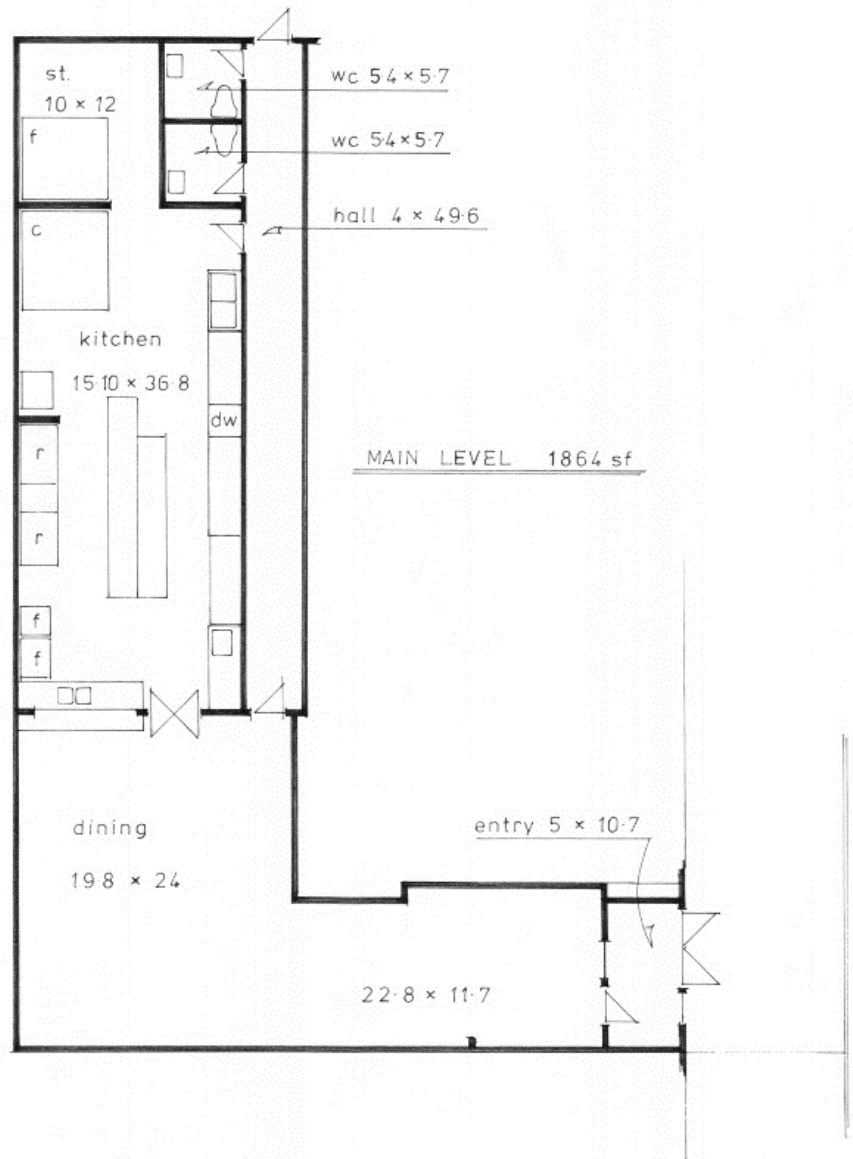 st.
10 × 12
f
wc 5·4 × 5·7
wc 5·4 × 5·7
hall 4 × 49·6
c
kitchen
15·10 × 36·8
dw
r
r
MAIN LEVEL 1864 sf
f
f
dining
19·8 × 24
entry 5 × 10·7
22·8 × 11·7